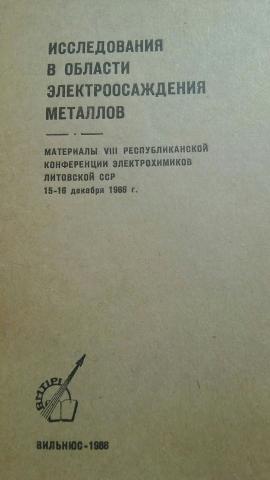 ИССЛЕДОВАНИЯ
В ОБЛАСТИ
ЭЛЕКТРООСАЖДЕНИЯ
МЕТАЛЛОВ
МАТЕРИАЛЫ VIII РЕСПУБЛИКАНСКОЙ
КОНФЕРЕНЦИИ ЭЛЕКТРОХИМИКОВ
ЛИТОВСКОЙ ССР
15-16 декабря 1988 г.
ВИЛЬНЮС-1988